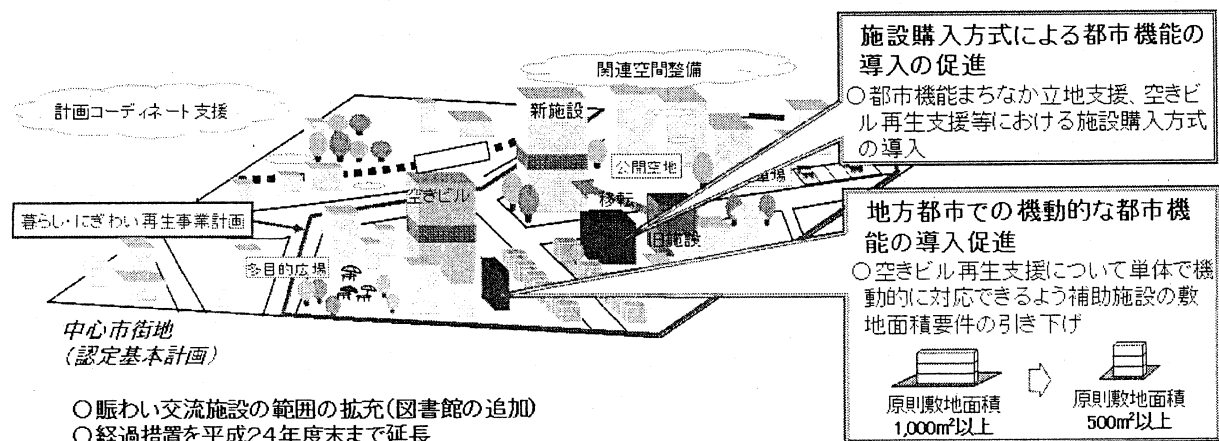 計画コーディネート支援
関連空間整備
新施設
公開空地
移転
車場
旧施設
空きビル
暮らし・にぎわい再生事業計画
多目的広場
中心市街地
(認定基本計画)
○賑わい交流施設の範囲の拡充(図書館の追加)
○経過措置を平成24年度末まで延長
施設購入方式による都市機能の
導入の促進
○都市機能まちなか立地支援、空きビ
ル再生支援等における施設購入方式
の導入
地方都市での機動的な都市機
能の導入促進
○空きビル再生支援について単体で機
動的に対応できるよう補助施設の敷
地面積要件の引き下げ
原則敷地面積
1,000m²以上
原則敷地面積
500m²以上